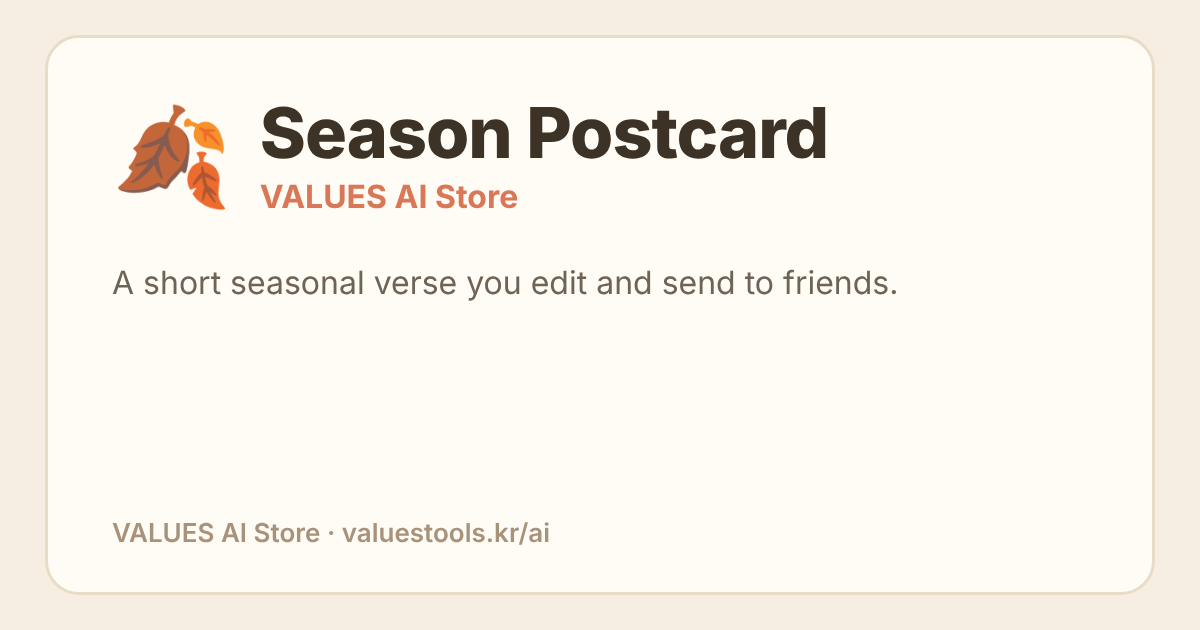 Season Postcard
VALUES AI Store
A short seasonal verse you edit and send to friends.
VALUES AI Store · valuestools.kr/ai